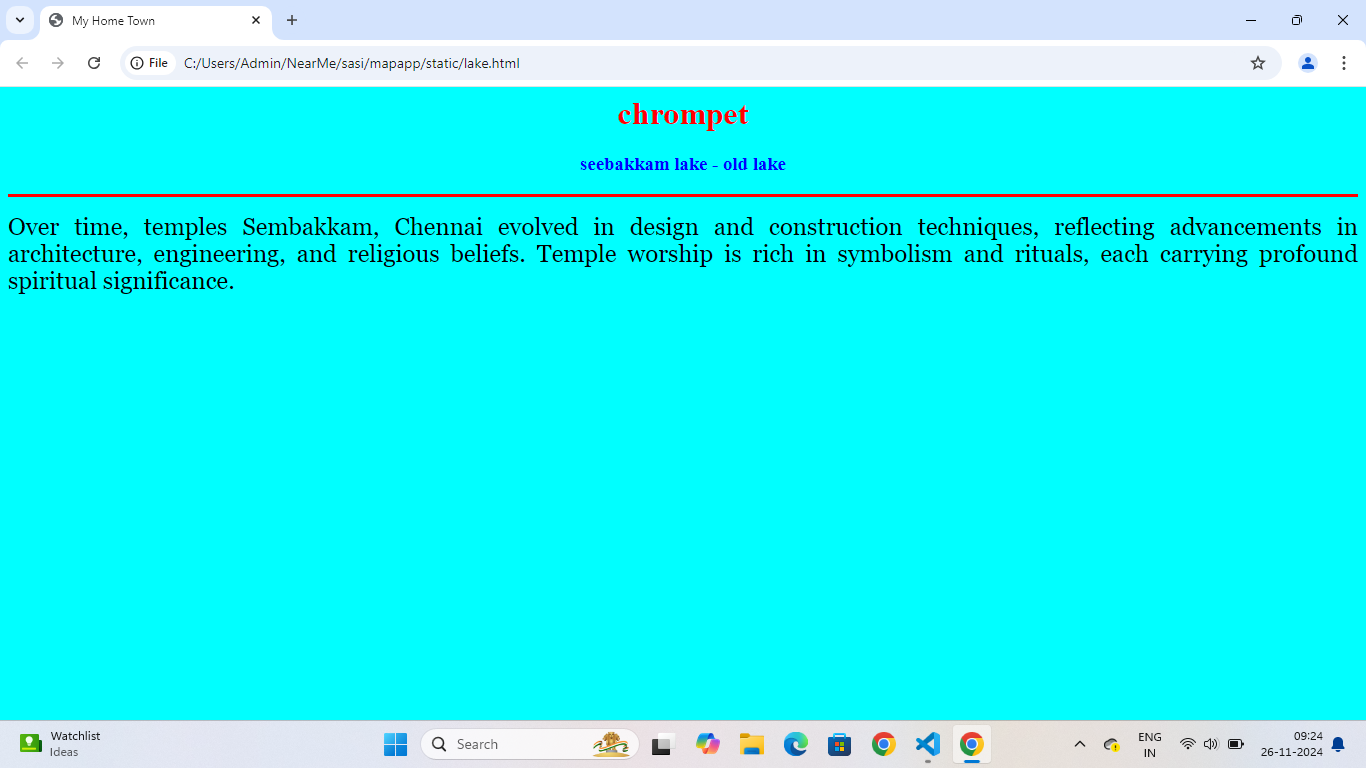 My Home Town
File C:/Users/Admin/NearMe/sasi/mapapp/static/lake.html
chrompet
seebakkam lake - old lake
Over time, temples Sembakkam, Chennai evolved in design and construction techniques, reflecting advancements in
architecture, engineering, and religious beliefs. Temple worship is rich in symbolism and rituals, each carrying profound
spiritual significance.
Watchlist
Ideas
Search
ENG
IN
09:24
26-11-2024